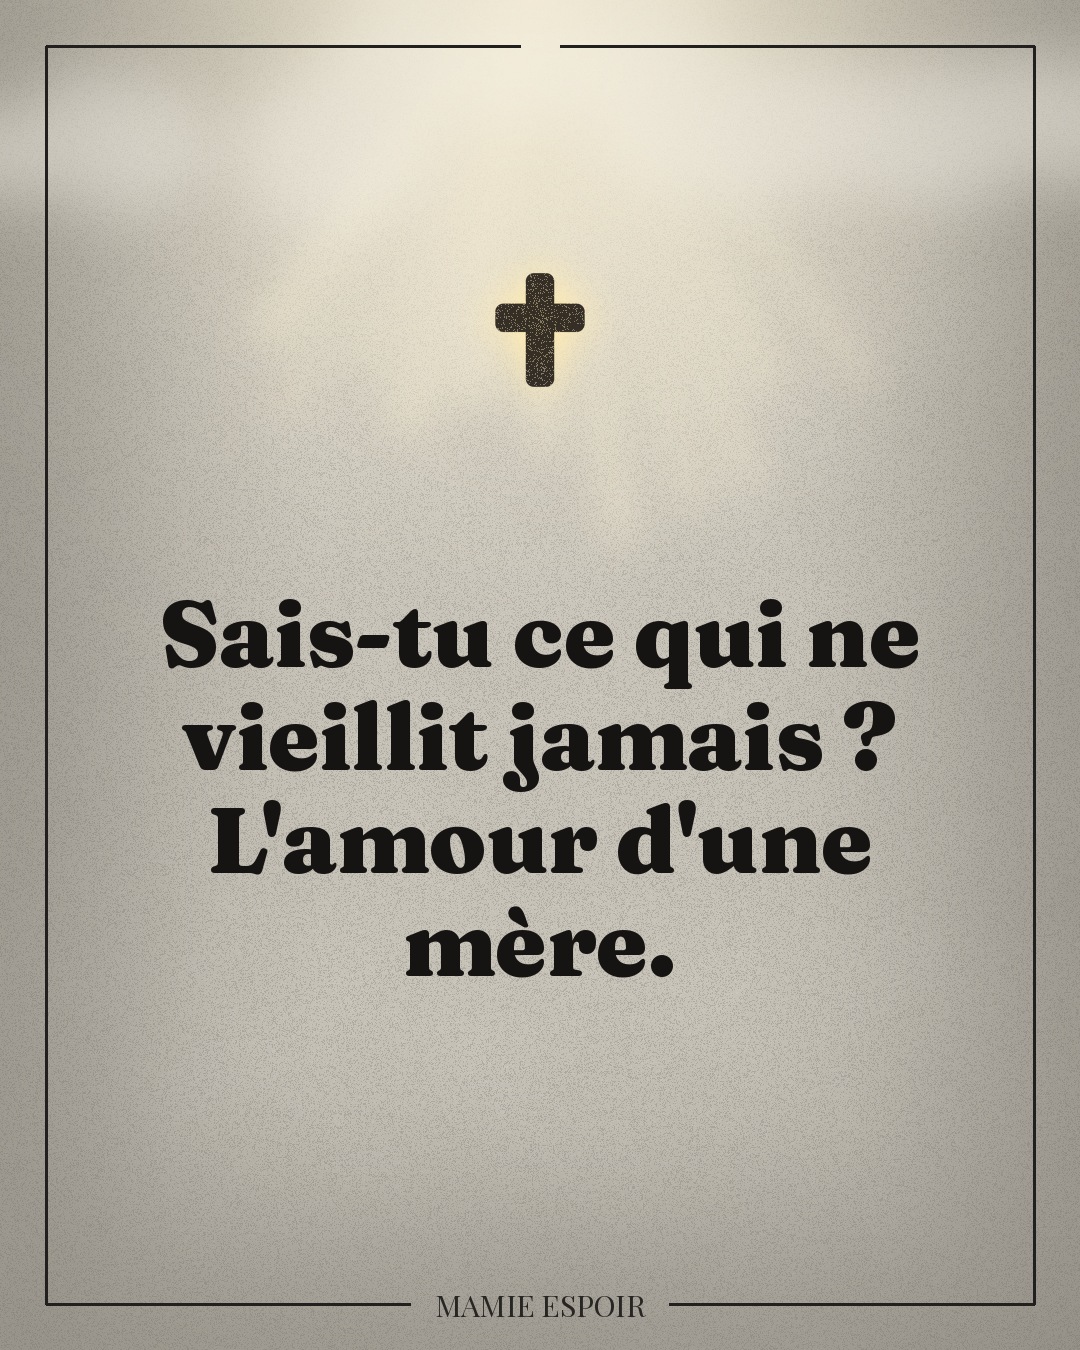 Sais-tu ce qui ne
vieillit jamais ?
L'amour d'une
mère.
MAMIE ESPOIR